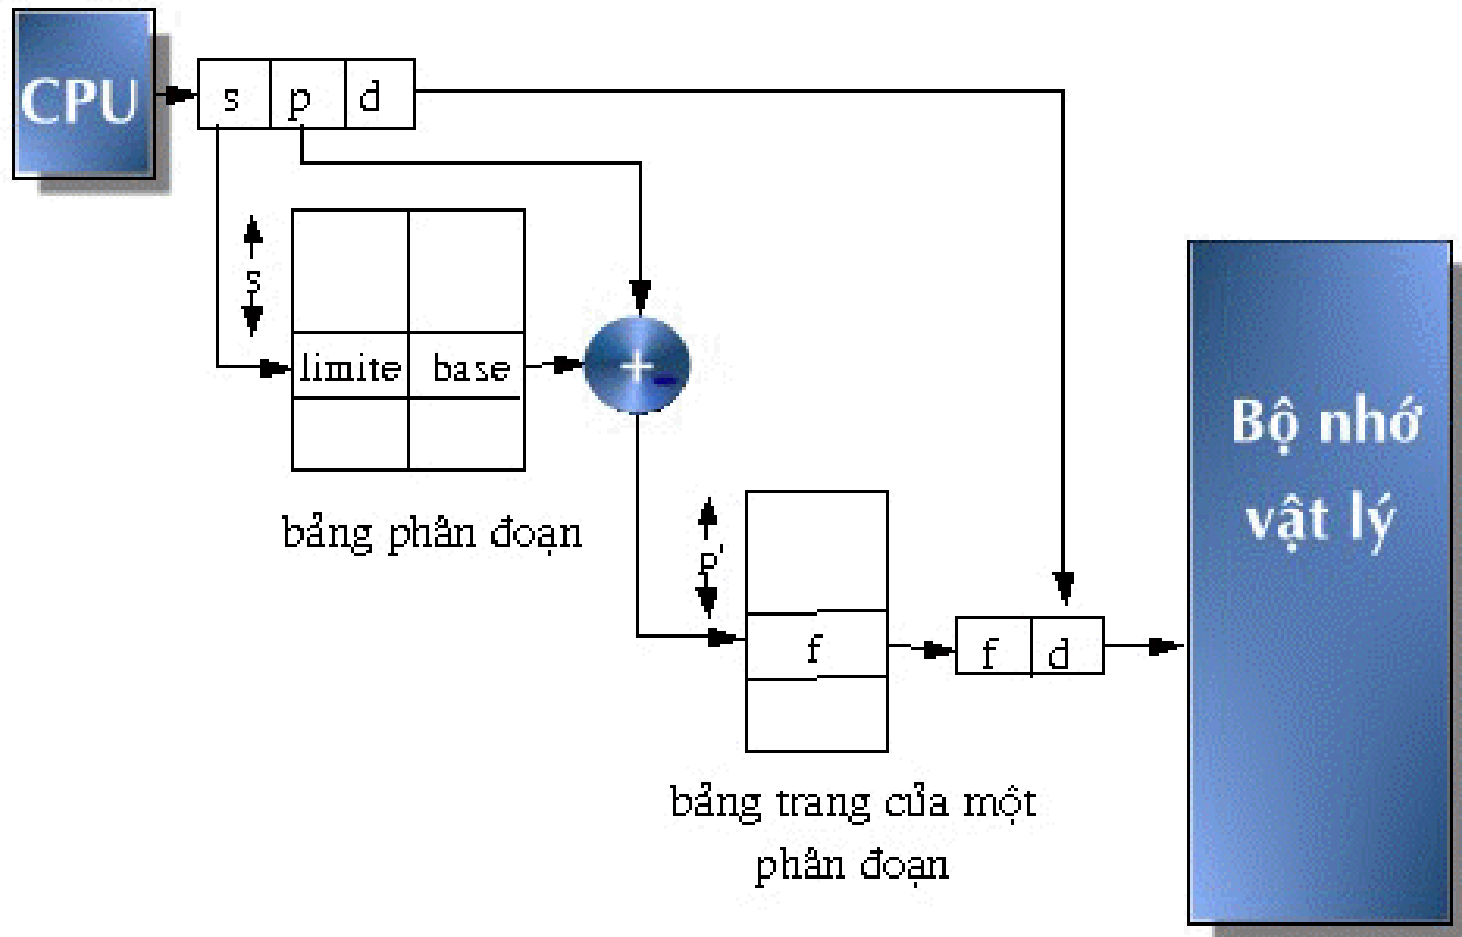 CPU
s p d
s
limite base
+
bảng phân đoạn
p'
f
f d
bảng trang của một
phân đoạn
Bộ nhớ
vật lý